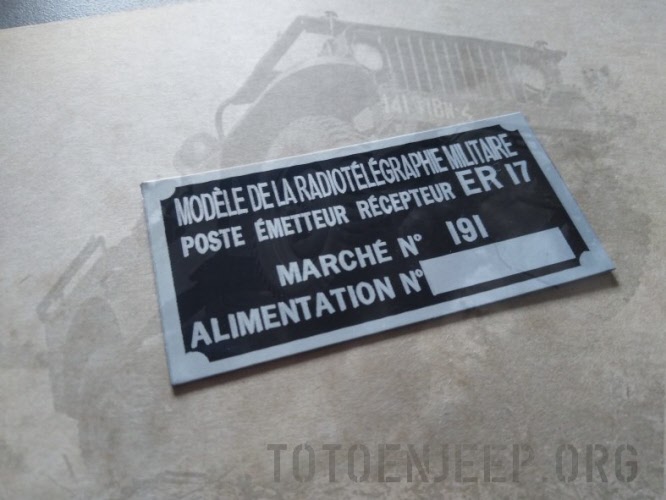 MODÈLE DE LA RADIOTÉLÉGRAPHIE MILITAIRE
POSTE ÉMETTEUR RÉCEPTEUR ER 17
MARCHÉ N° 191
ALIMENTATION N°
TOTOENJEEP.ORG